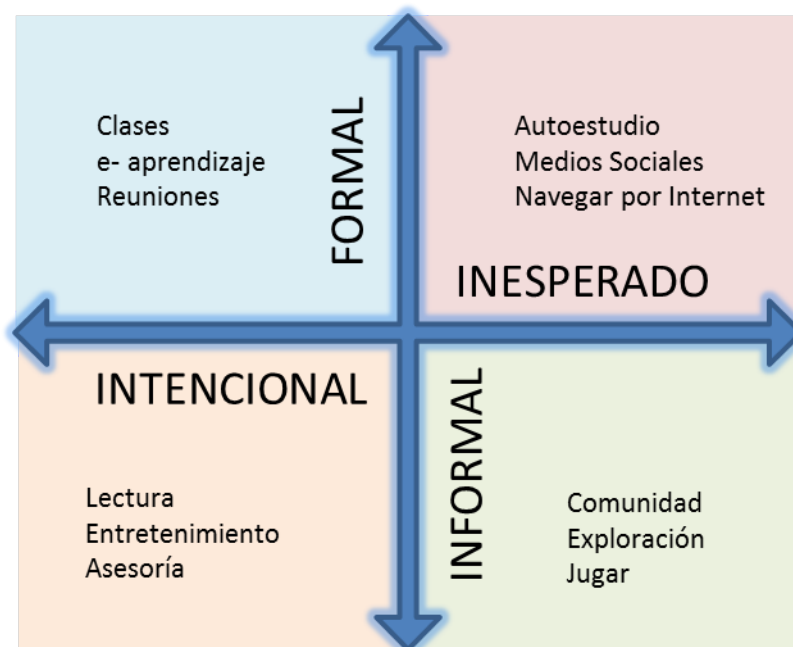 Clases
e- aprendizaje
Reuniones
FORMAL
Autoestudio
Medios Sociales
Navegar por Internet
INESPERADO
INTENCIONAL
INFORMAL
Lectura
Entretenimiento
Asesoría
Comunidad
Exploración
Jugar